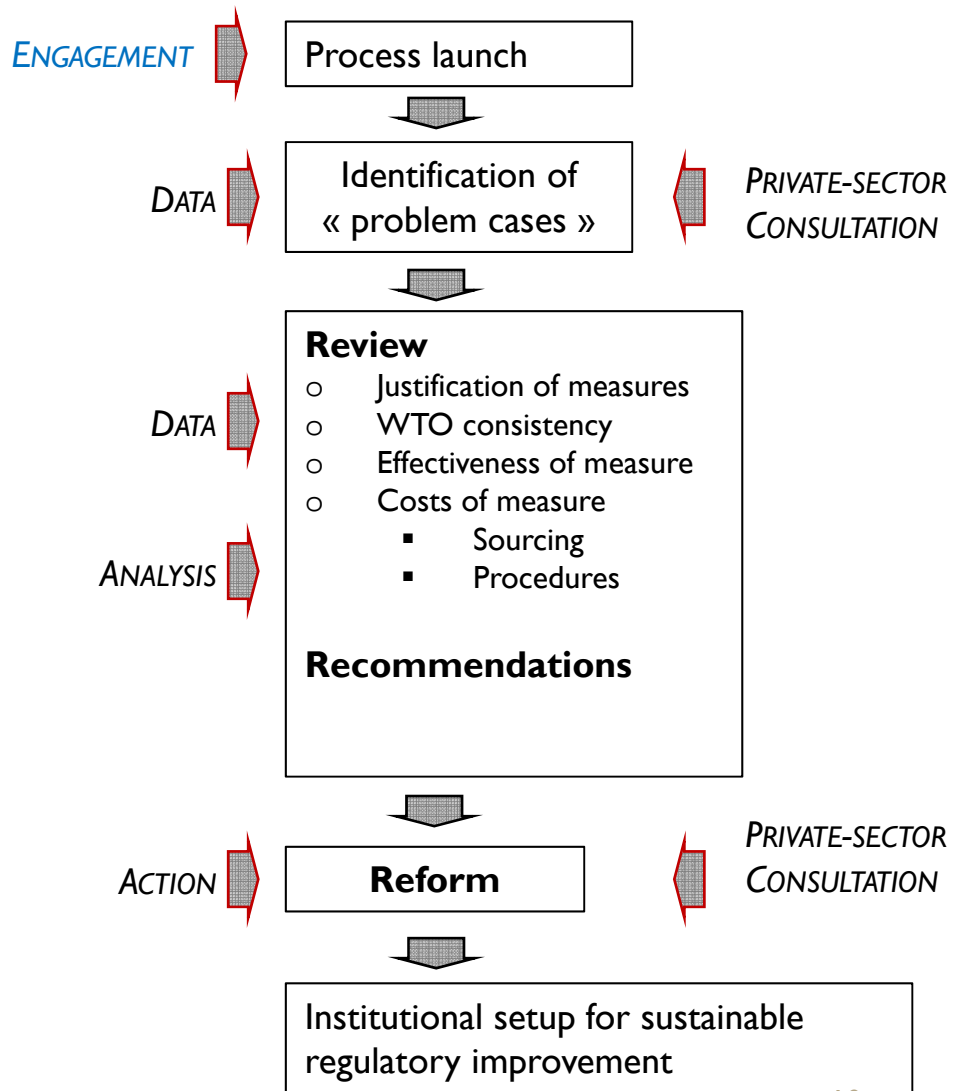 ENGAGEMENT
Process launch
Identification of
« problem cases »
DATA
PRIVATE-SECTOR
CONSULTATION
Review
o Justification of measures
o WTO consistency
o Effectiveness of measure
o Costs of measure
▪ Sourcing
▪ Procedures
DATA
ANALYSIS
Recommendations
ACTION
Reform
PRIVATE-SECTOR
CONSULTATION
Institutional setup for sustainable
regulatory improvement